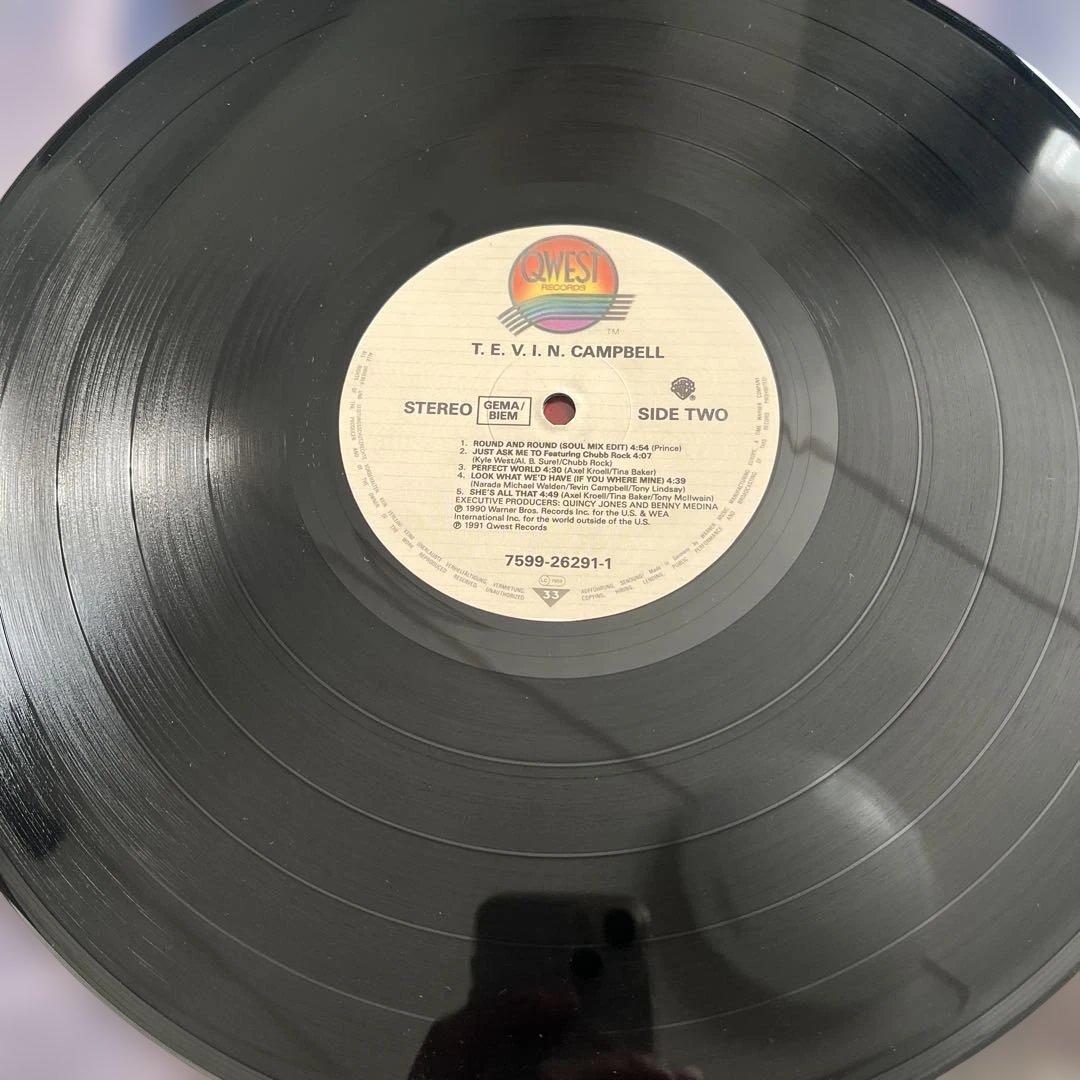 QWEST
RECORDS
TM
T. E. V. I. N. CAMPBELL
STEREO GEMA/BIEM
SIDE TWO
1. ROUND AND ROUND (SOUL MIX EDIT) 4:54 (Prince)
2. JUST ASK ME TO Featuring Chubb Rock 4:07
(Kyle West/Al. B. Sure!/Chubb Rock)
3. PERFECT WORLD 4:30 (Axel Kroell/Tina Baker)
4. LOOK WHAT WE'D HAVE (IF YOU WHERE MINE) 4:39
(Narada Michael Walden/Tevin Campbell/Tony Lindsay)
5. SHE'S ALL THAT 4:49 (Axel Kroell/Tina Baker/Tony McIlwain)
EXECUTIVE PRODUCERS: QUINCY JONES AND BENNY MEDINA
℗ 1990 Warner Bros. Records Inc. for the U.S. & WEA
International Inc. for the world outside of the U.S.
℗ 1991 Qwest Records
7599-26291-1
LC
33